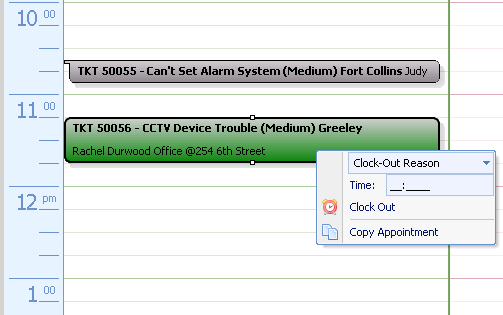 10 00
TKT 50055 - Can't Set Alarm System (Medium) Fort Collins Judy
11 00
TKT 50056 - CCTV Device Trouble (Medium) Greeley
Rachel Durwood Office @254 6th Street
Clock-Out Reason
Time: __:____
Clock Out
12 pm
Copy Appointment
1 00